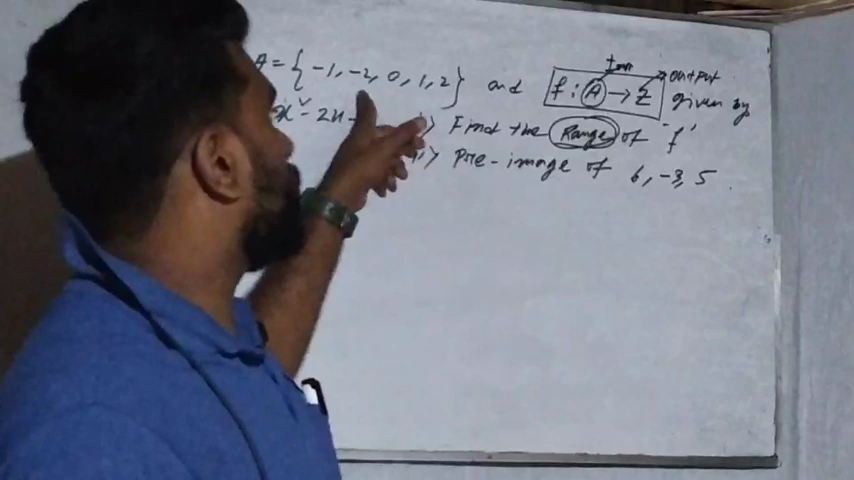 A = { -1, -2, 0, 1, 2 } and f : A → Z output
x² - 2x - i) Find the Range of "f" given by
ii) Pre-image of 6, -3, 5 .